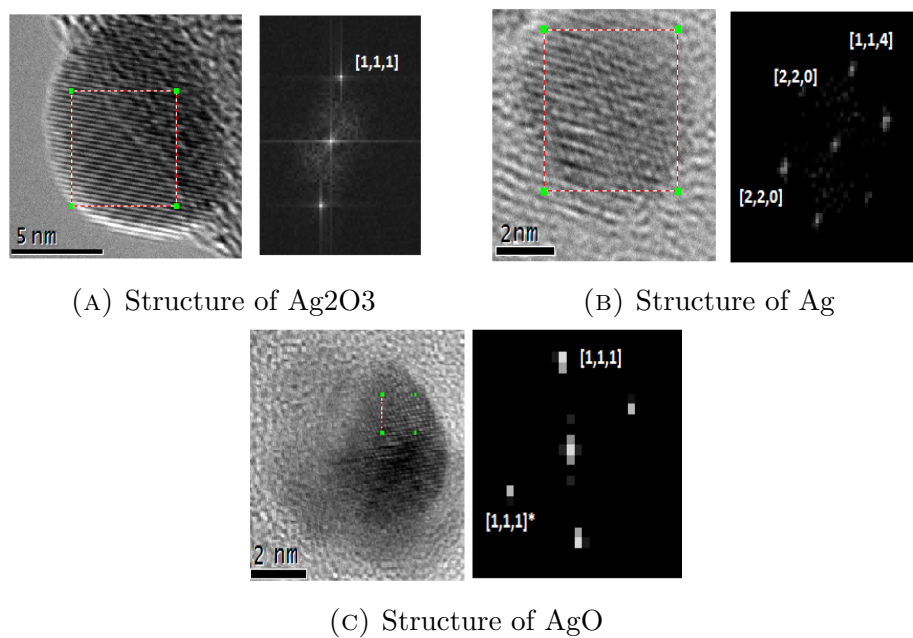 [1,1,1]
5 nm
(A) Structure of Ag2O3
[1,1,4]
[2,2,0]
[2,2,0]
2nm
(B) Structure of Ag
[1,1,1]
[1,1,1]*
2 nm
(C) Structure of AgO